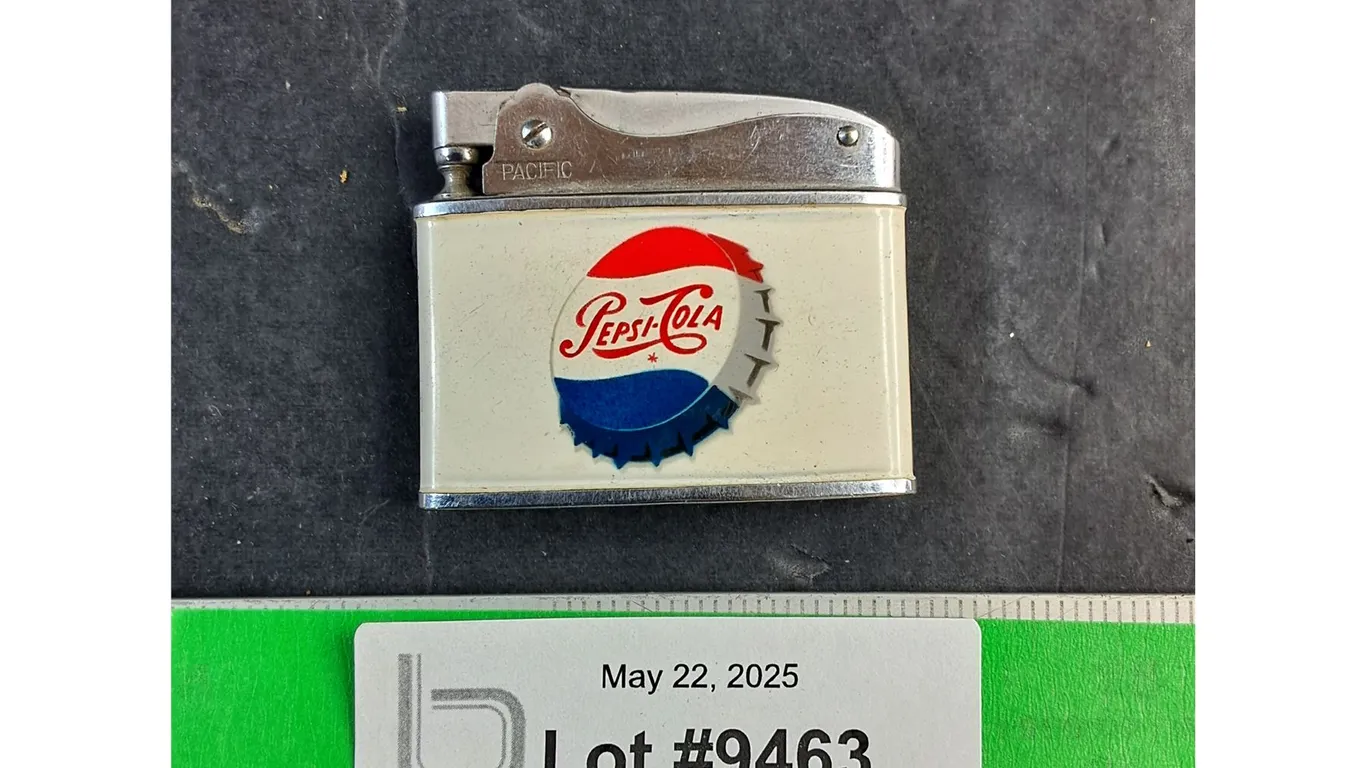 PACIFIC
PEPSI-COLA
*
May 22, 2025
Lot #9463